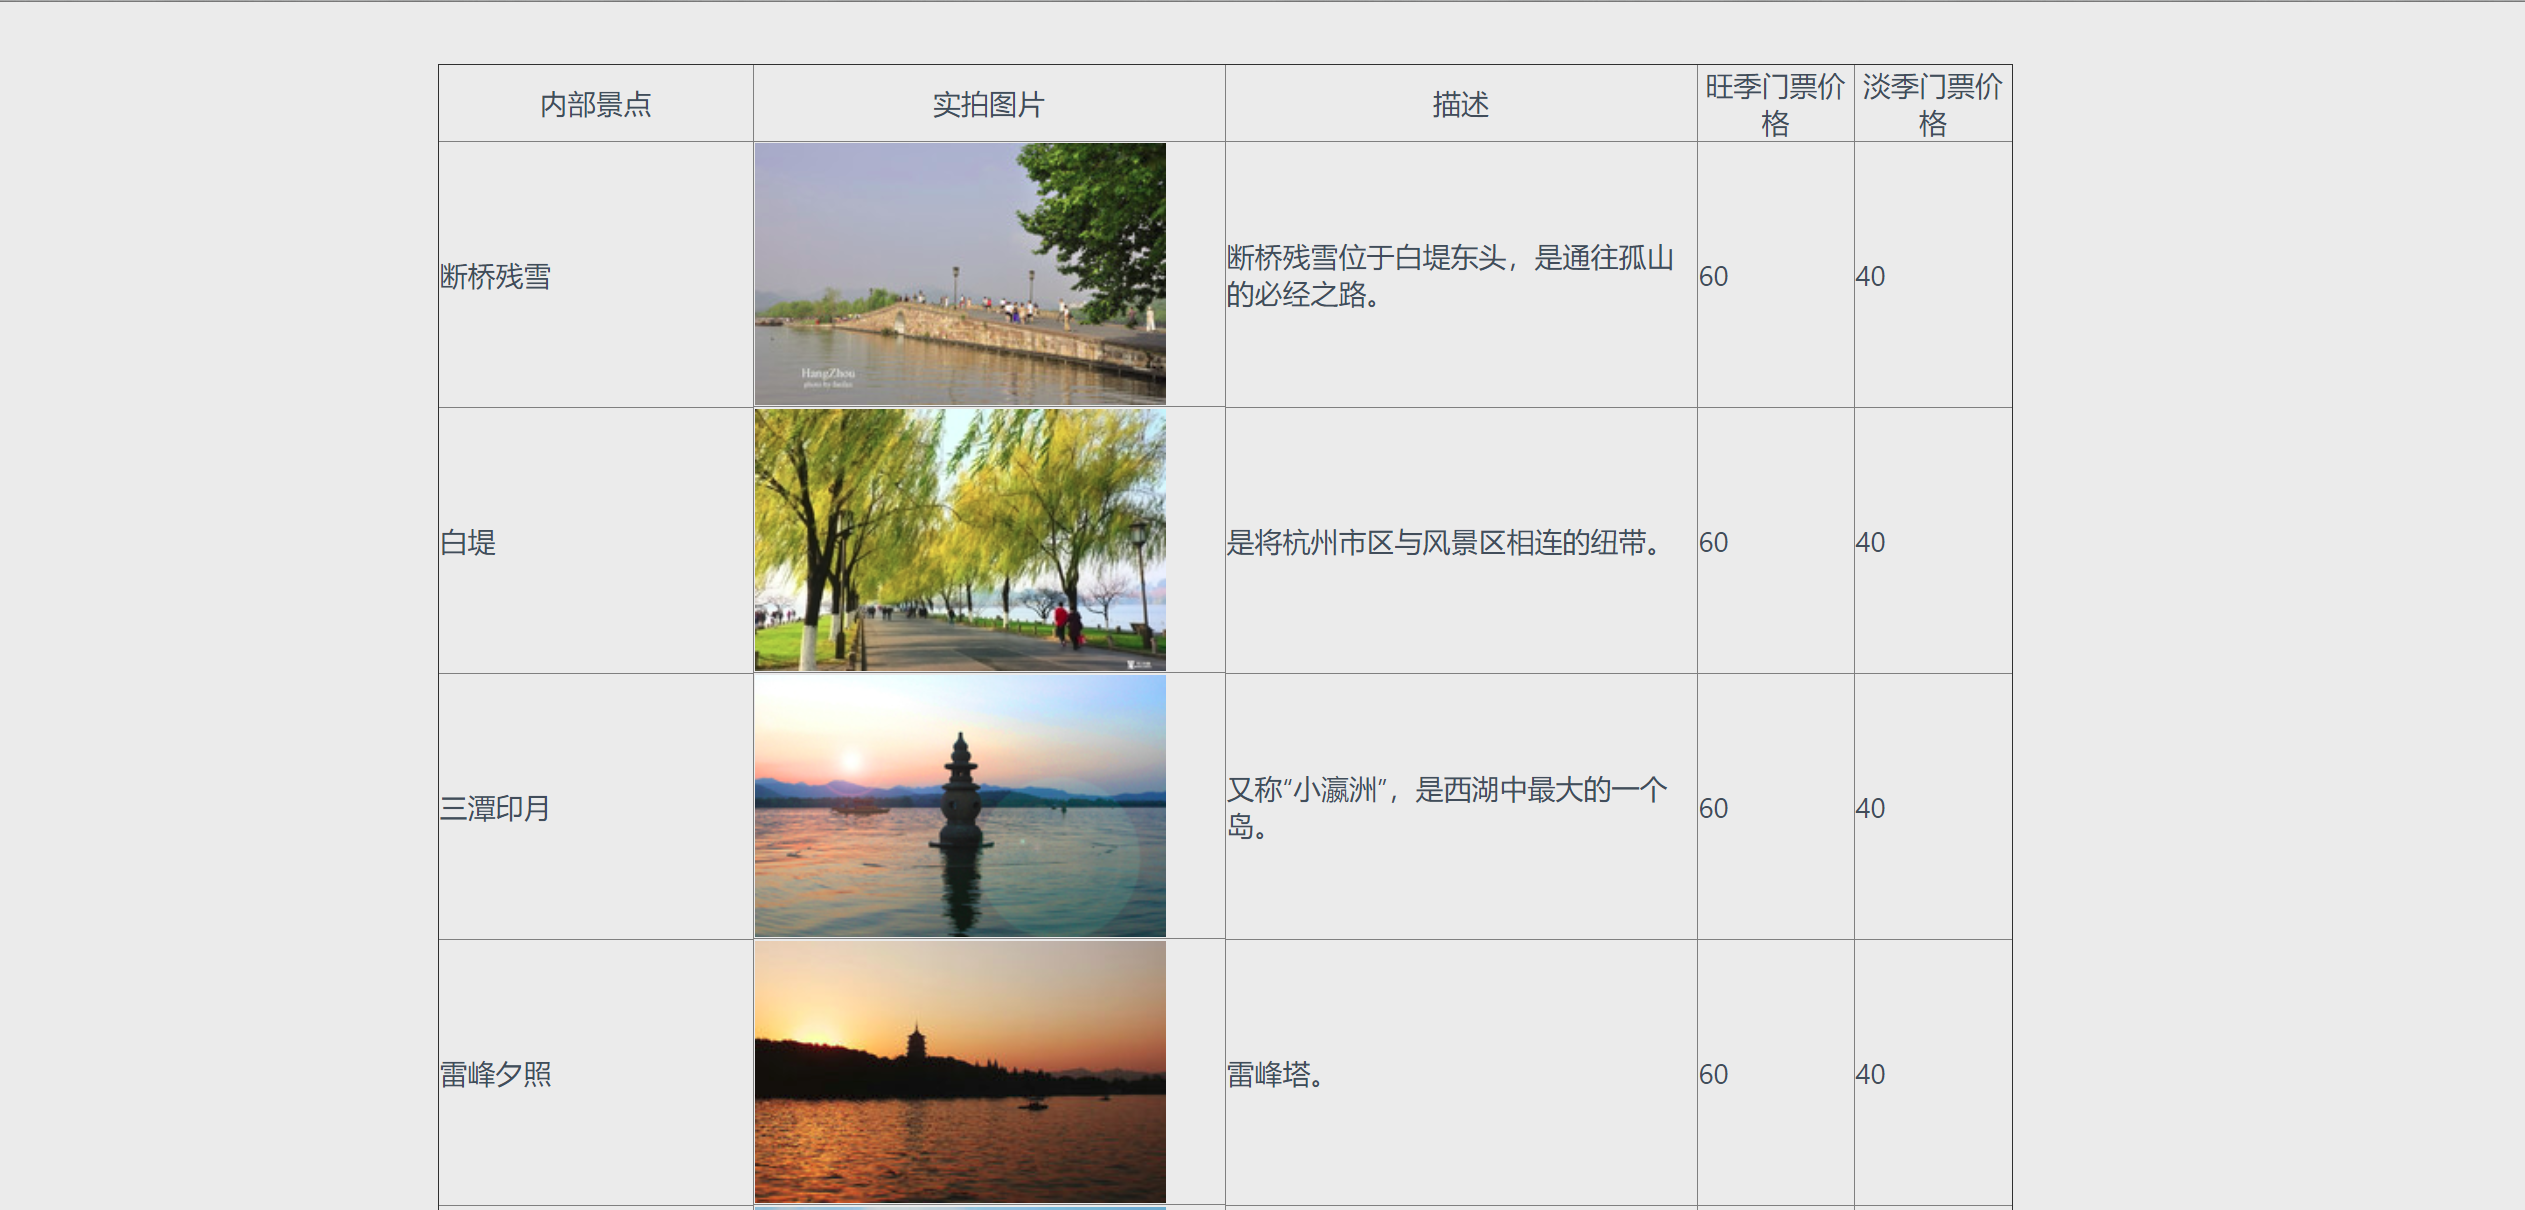 内部景点
实拍图片
描述
旺季门票价
格
淡季门票价
格
断桥残雪
HangZhou
断桥残雪位于白堤东头，是通往孤山
的必经之路。
60
40
白堤
是将杭州市区与风景区相连的纽带。
60
40
三潭印月
又称“小瀛洲”，是西湖中最大的一个
岛。
60
40
雷峰夕照
雷峰塔。
60
40